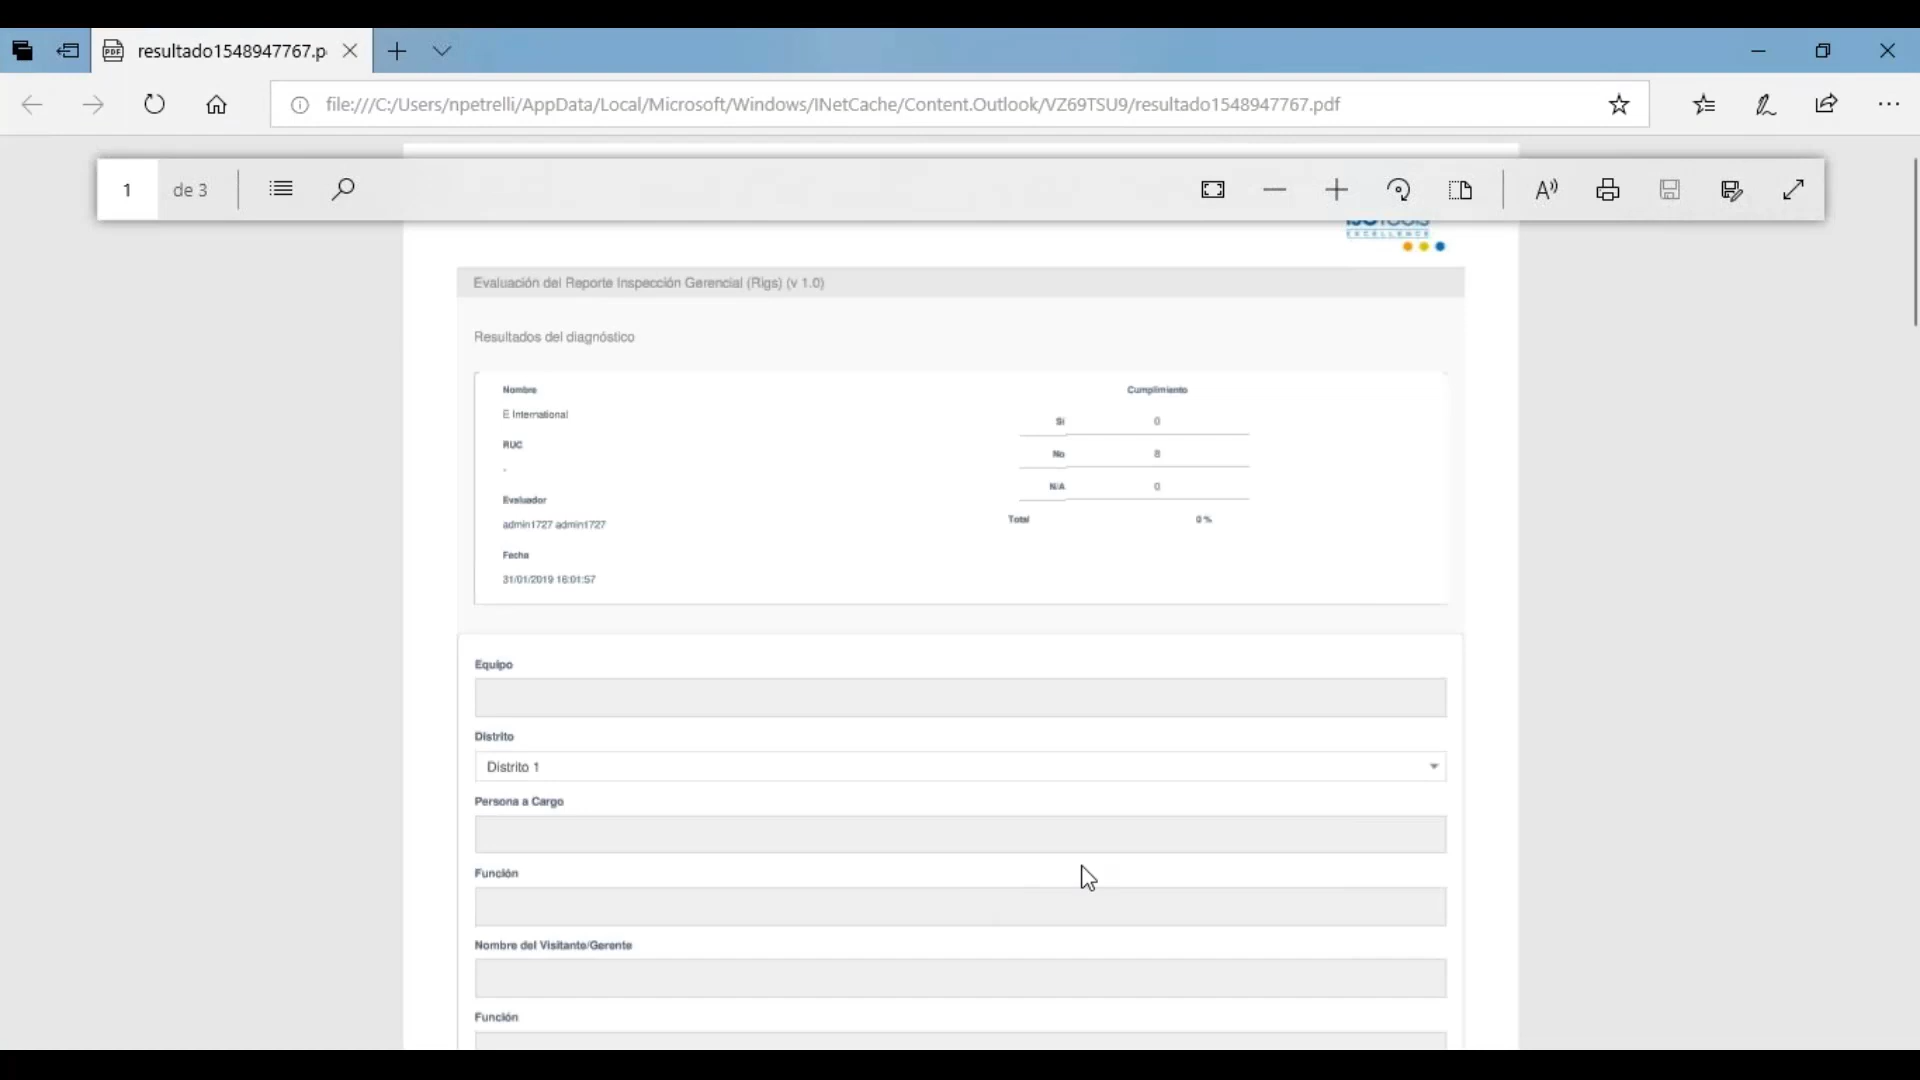 resultado1548947767.p
file:///C:/Users/npetrelli/AppData/Local/Microsoft/Windows/INetCache/Content.Outlook/VZ69TSU9/resultado1548947767.pdf
1 de 3
EXCELLENCE
Evaluación del Reporte Inspección Gerencial (Rigs) (v 1.0)
Resultados del diagnóstico
Nombre
E International
RUC
-
Evaluador
admin1727 admin1727
Fecha
31/01/2019 16:01:57
Cumplimiento
Si 0
No 8
N/A 0
Total 0 %
Equipo
Distrito
Distrito 1
Persona a Cargo
Función
Nombre del Visitante/Gerente
Función